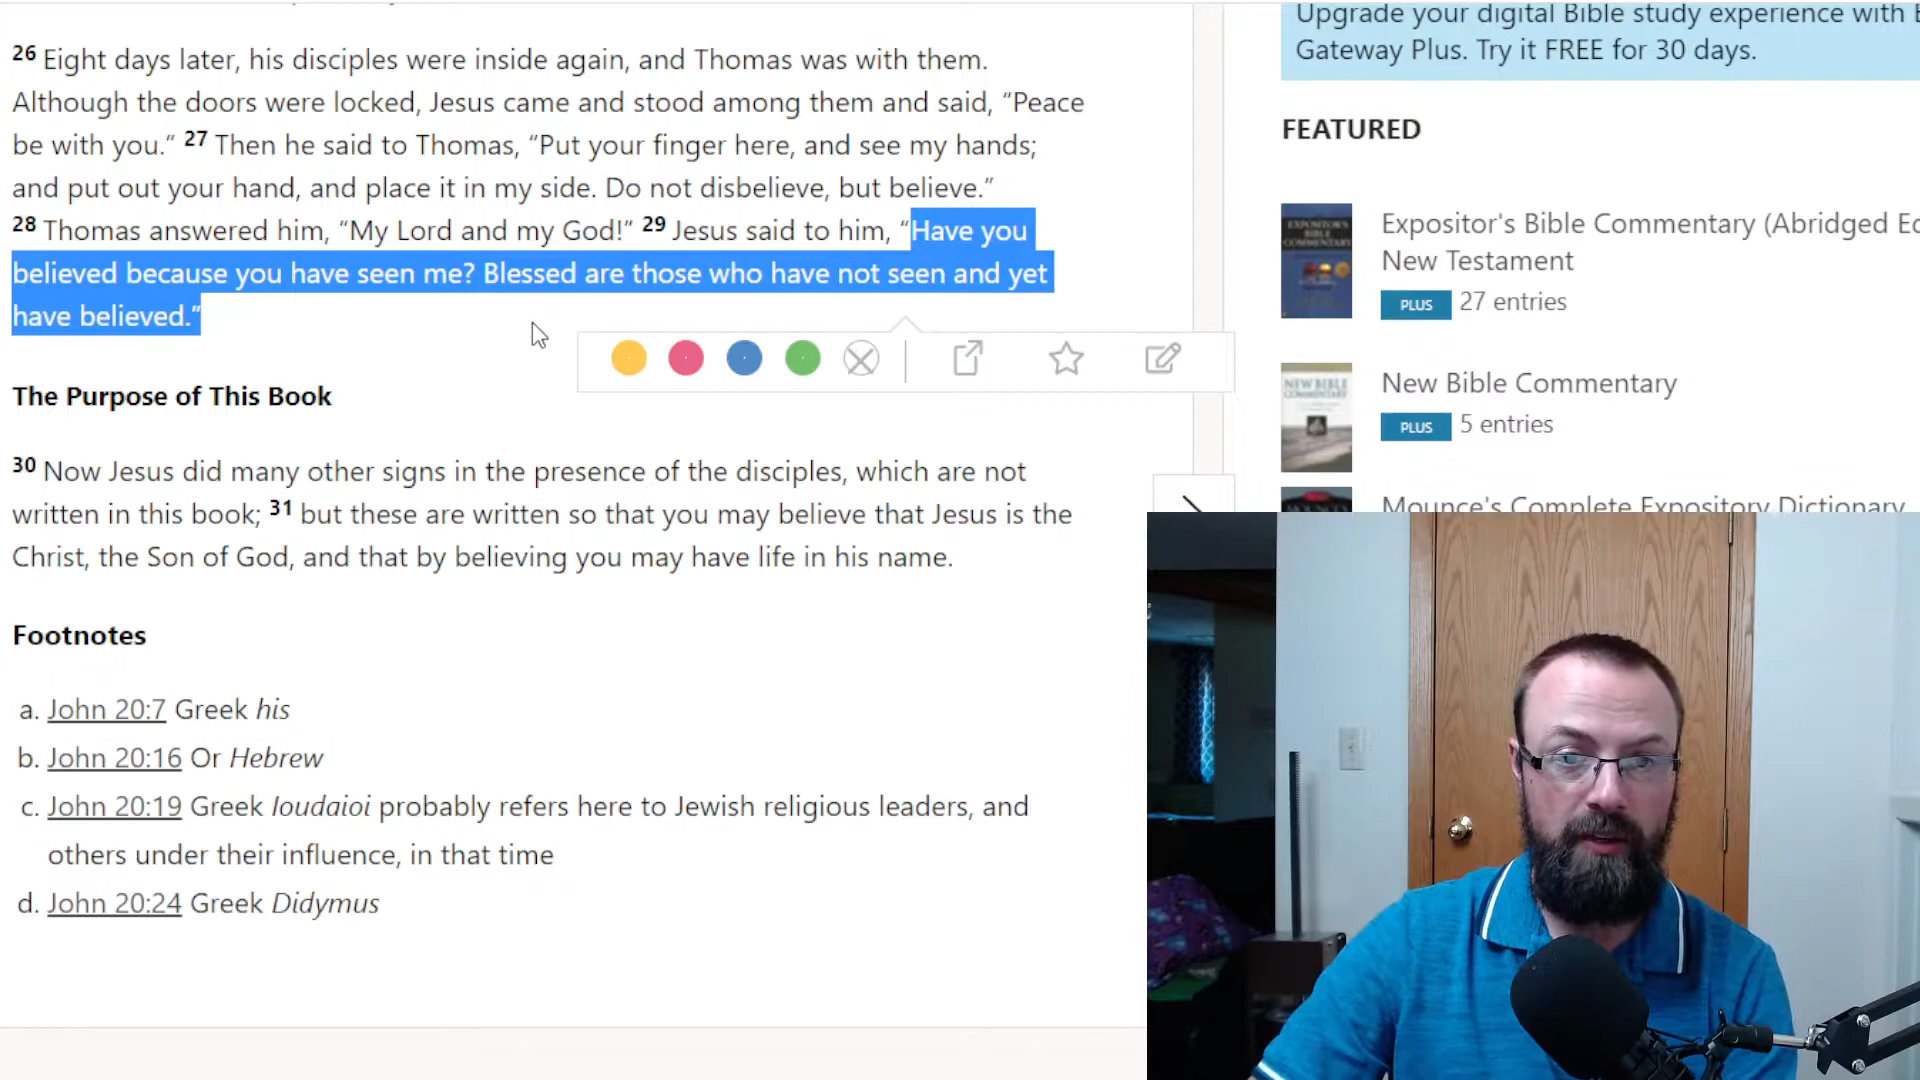 26 Eight days later, his disciples were inside again, and Thomas was with them.
Although the doors were locked, Jesus came and stood among them and said, “Peace
be with you.” 27 Then he said to Thomas, “Put your finger here, and see my hands;
and put out your hand, and place it in my side. Do not disbelieve, but believe.”
28 Thomas answered him, “My Lord and my God!” 29 Jesus said to him, “Have you
believed because you have seen me? Blessed are those who have not seen and yet
have believed.”
The Purpose of This Book
30 Now Jesus did many other signs in the presence of the disciples, which are not
written in this book; 31 but these are written so that you may believe that Jesus is the
Christ, the Son of God, and that by believing you may have life in his name.
Footnotes
a. John 20:7 Greek his
b. John 20:16 Or Hebrew
c. John 20:19 Greek Ioudaioi probably refers here to Jewish religious leaders, and
others under their influence, in that time
d. John 20:24 Greek Didymus
Upgrade your digital Bible study experience with
Gateway Plus. Try it FREE for 30 days.
FEATURED
EXPOSITOR'S
BIBLE
COMMENTARY
Expositor's Bible Commentary (Abridged
New Testament
PLUS 27 entries
NEW BIBLE
COMMENTARY
New Bible Commentary
PLUS 5 entries
Mounce's Complete Expository Dictionary